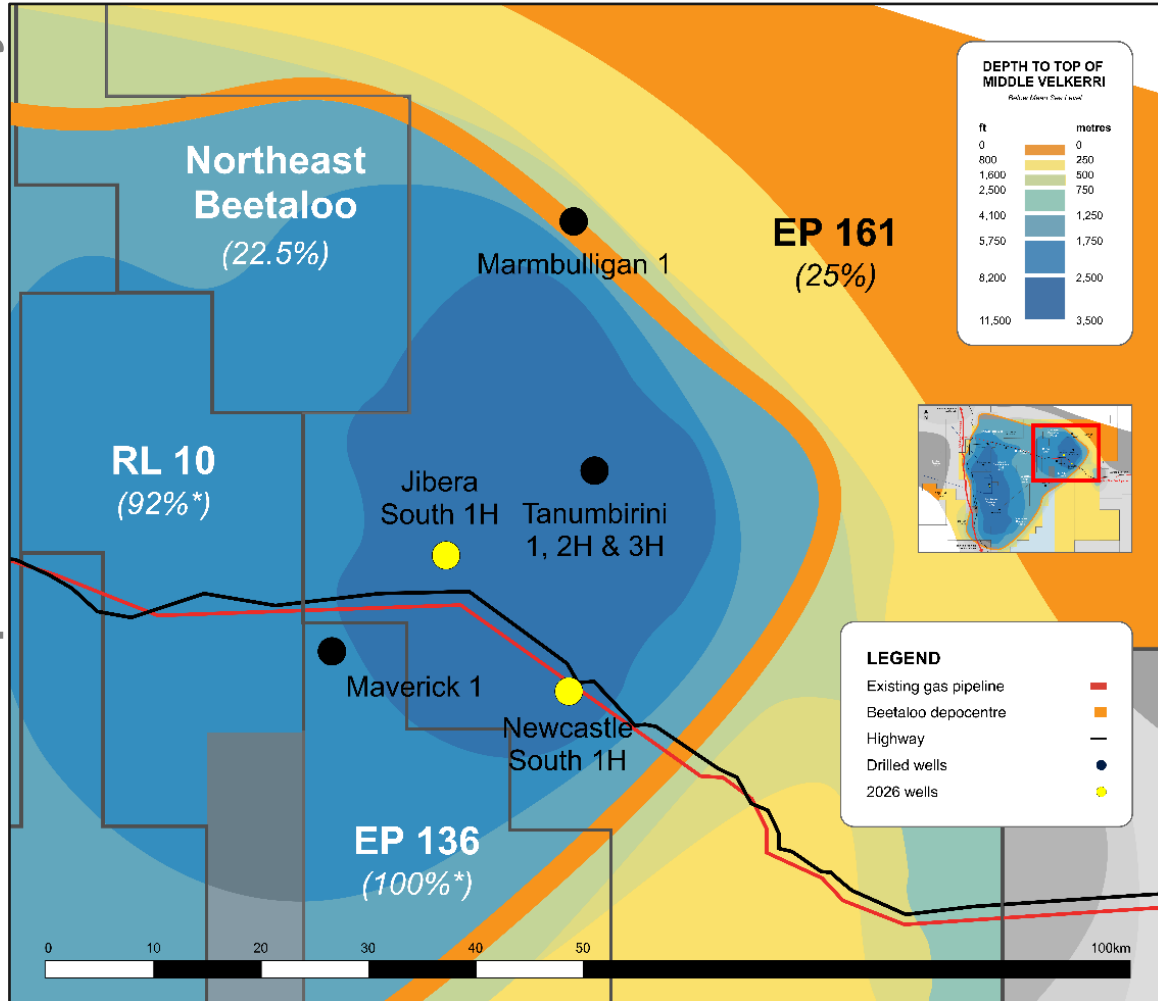 Northeast
Beetaloo
(22.5%)
Marmbulligan 1
EP 161
(25%)
RL 10
(92%*)
Jibera
South 1H
Tanumbirini
1, 2H & 3H
Maverick 1
Newcastle
South 1H
EP 136
(100%*)
0 10 20 30 40 50 100km
DEPTH TO TOP OF
MIDDLE VELKERRI
Below Mean Sea Level
ft metres
0 0
800 250
1,600 500
2,500 750
4,100 1,250
5,750 1,750
8,200 2,500
11,500 3,500
LEGEND
Existing gas pipeline
Beetaloo depocentre
Highway
Drilled wells
2026 wells